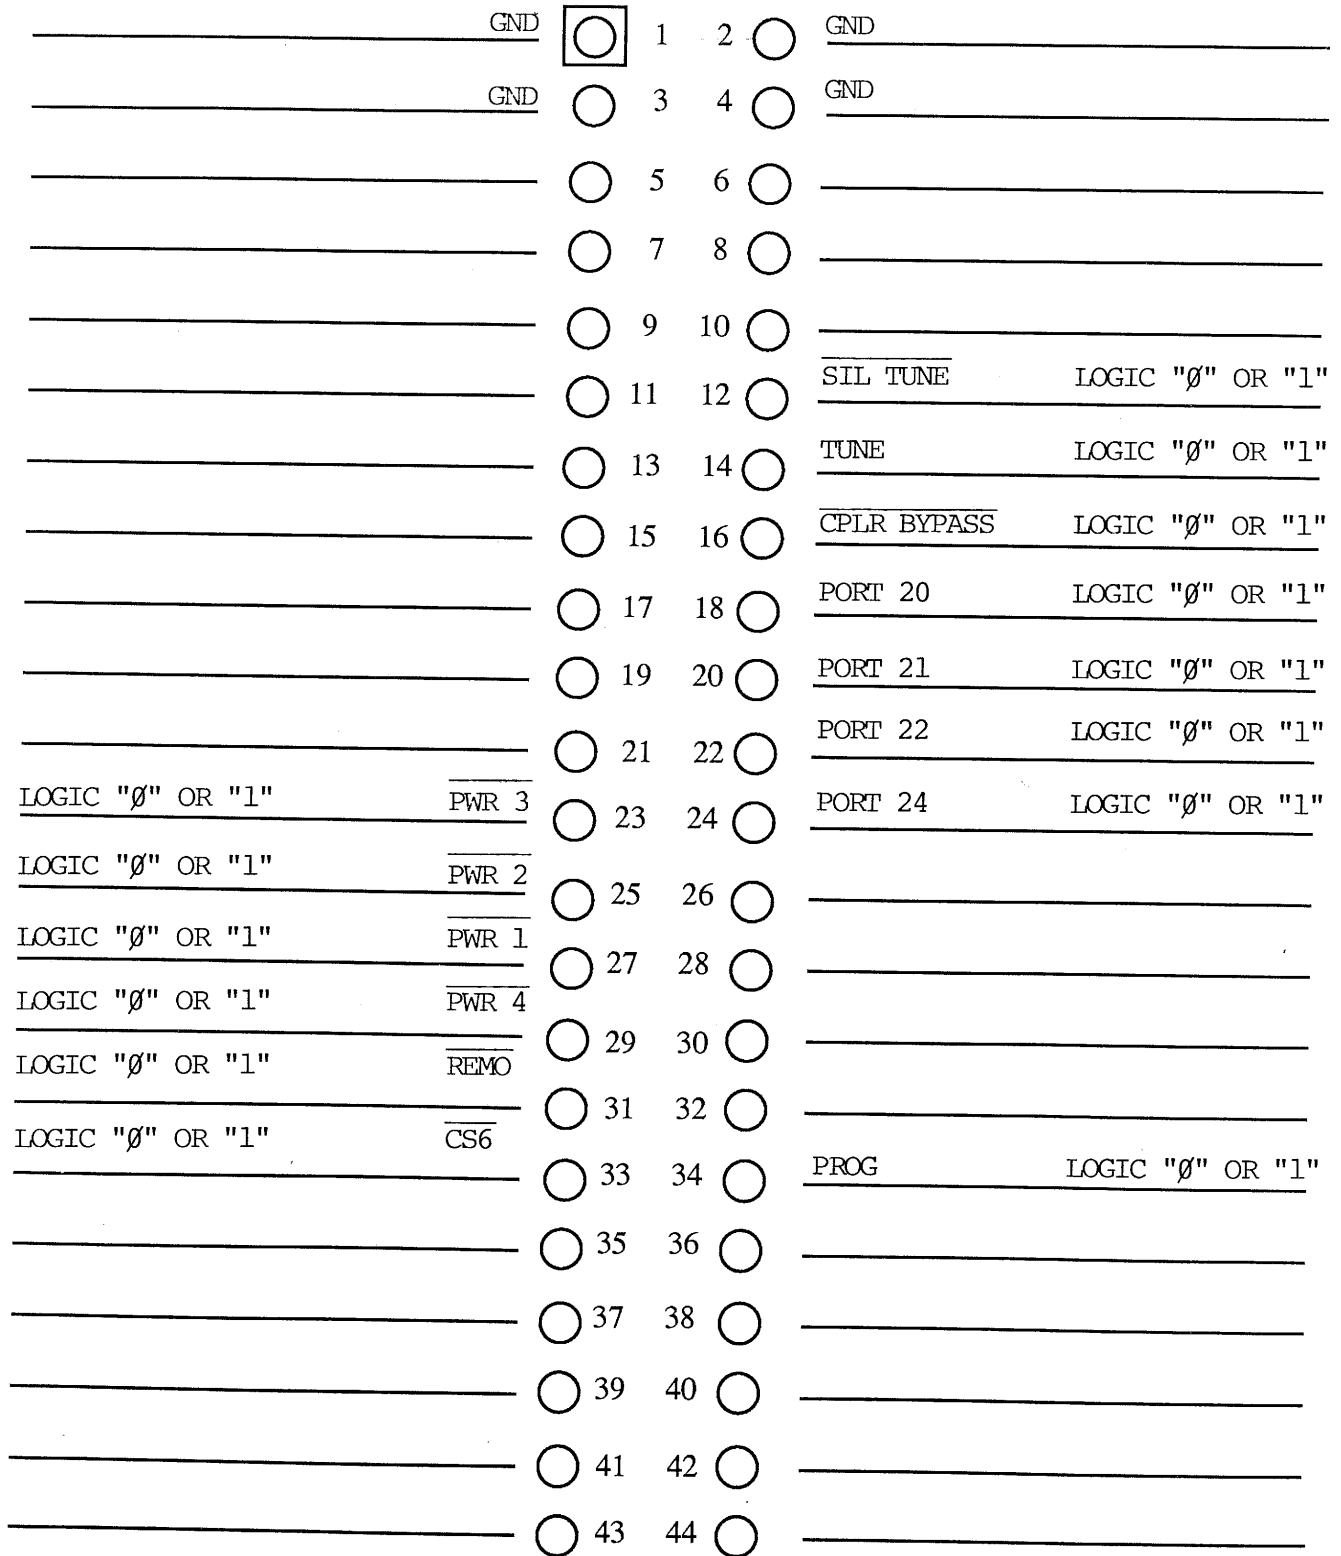 GND 1 2 GND
GND 3 4 GND
5 6
7 8
9 10
11 12 SIL TUNE LOGIC "Ø" OR "1"
13 14 TUNE LOGIC "Ø" OR "1"
15 16 CPLR BYPASS LOGIC "Ø" OR "1"
17 18 PORT 20 LOGIC "Ø" OR "1"
19 20 PORT 21 LOGIC "Ø" OR "1"
21 22 PORT 22 LOGIC "Ø" OR "1"
LOGIC "Ø" OR "1" PWR 3 23 24 PORT 24 LOGIC "Ø" OR "1"
LOGIC "Ø" OR "1" PWR 2 25 26
LOGIC "Ø" OR "1" PWR 1 27 28
LOGIC "Ø" OR "1" PWR 4 29 30
LOGIC "Ø" OR "1" REMO 31 32
LOGIC "Ø" OR "1" CS6 33 34 PROG LOGIC "Ø" OR "1"
35 36
37 38
39 40
41 42
43 44